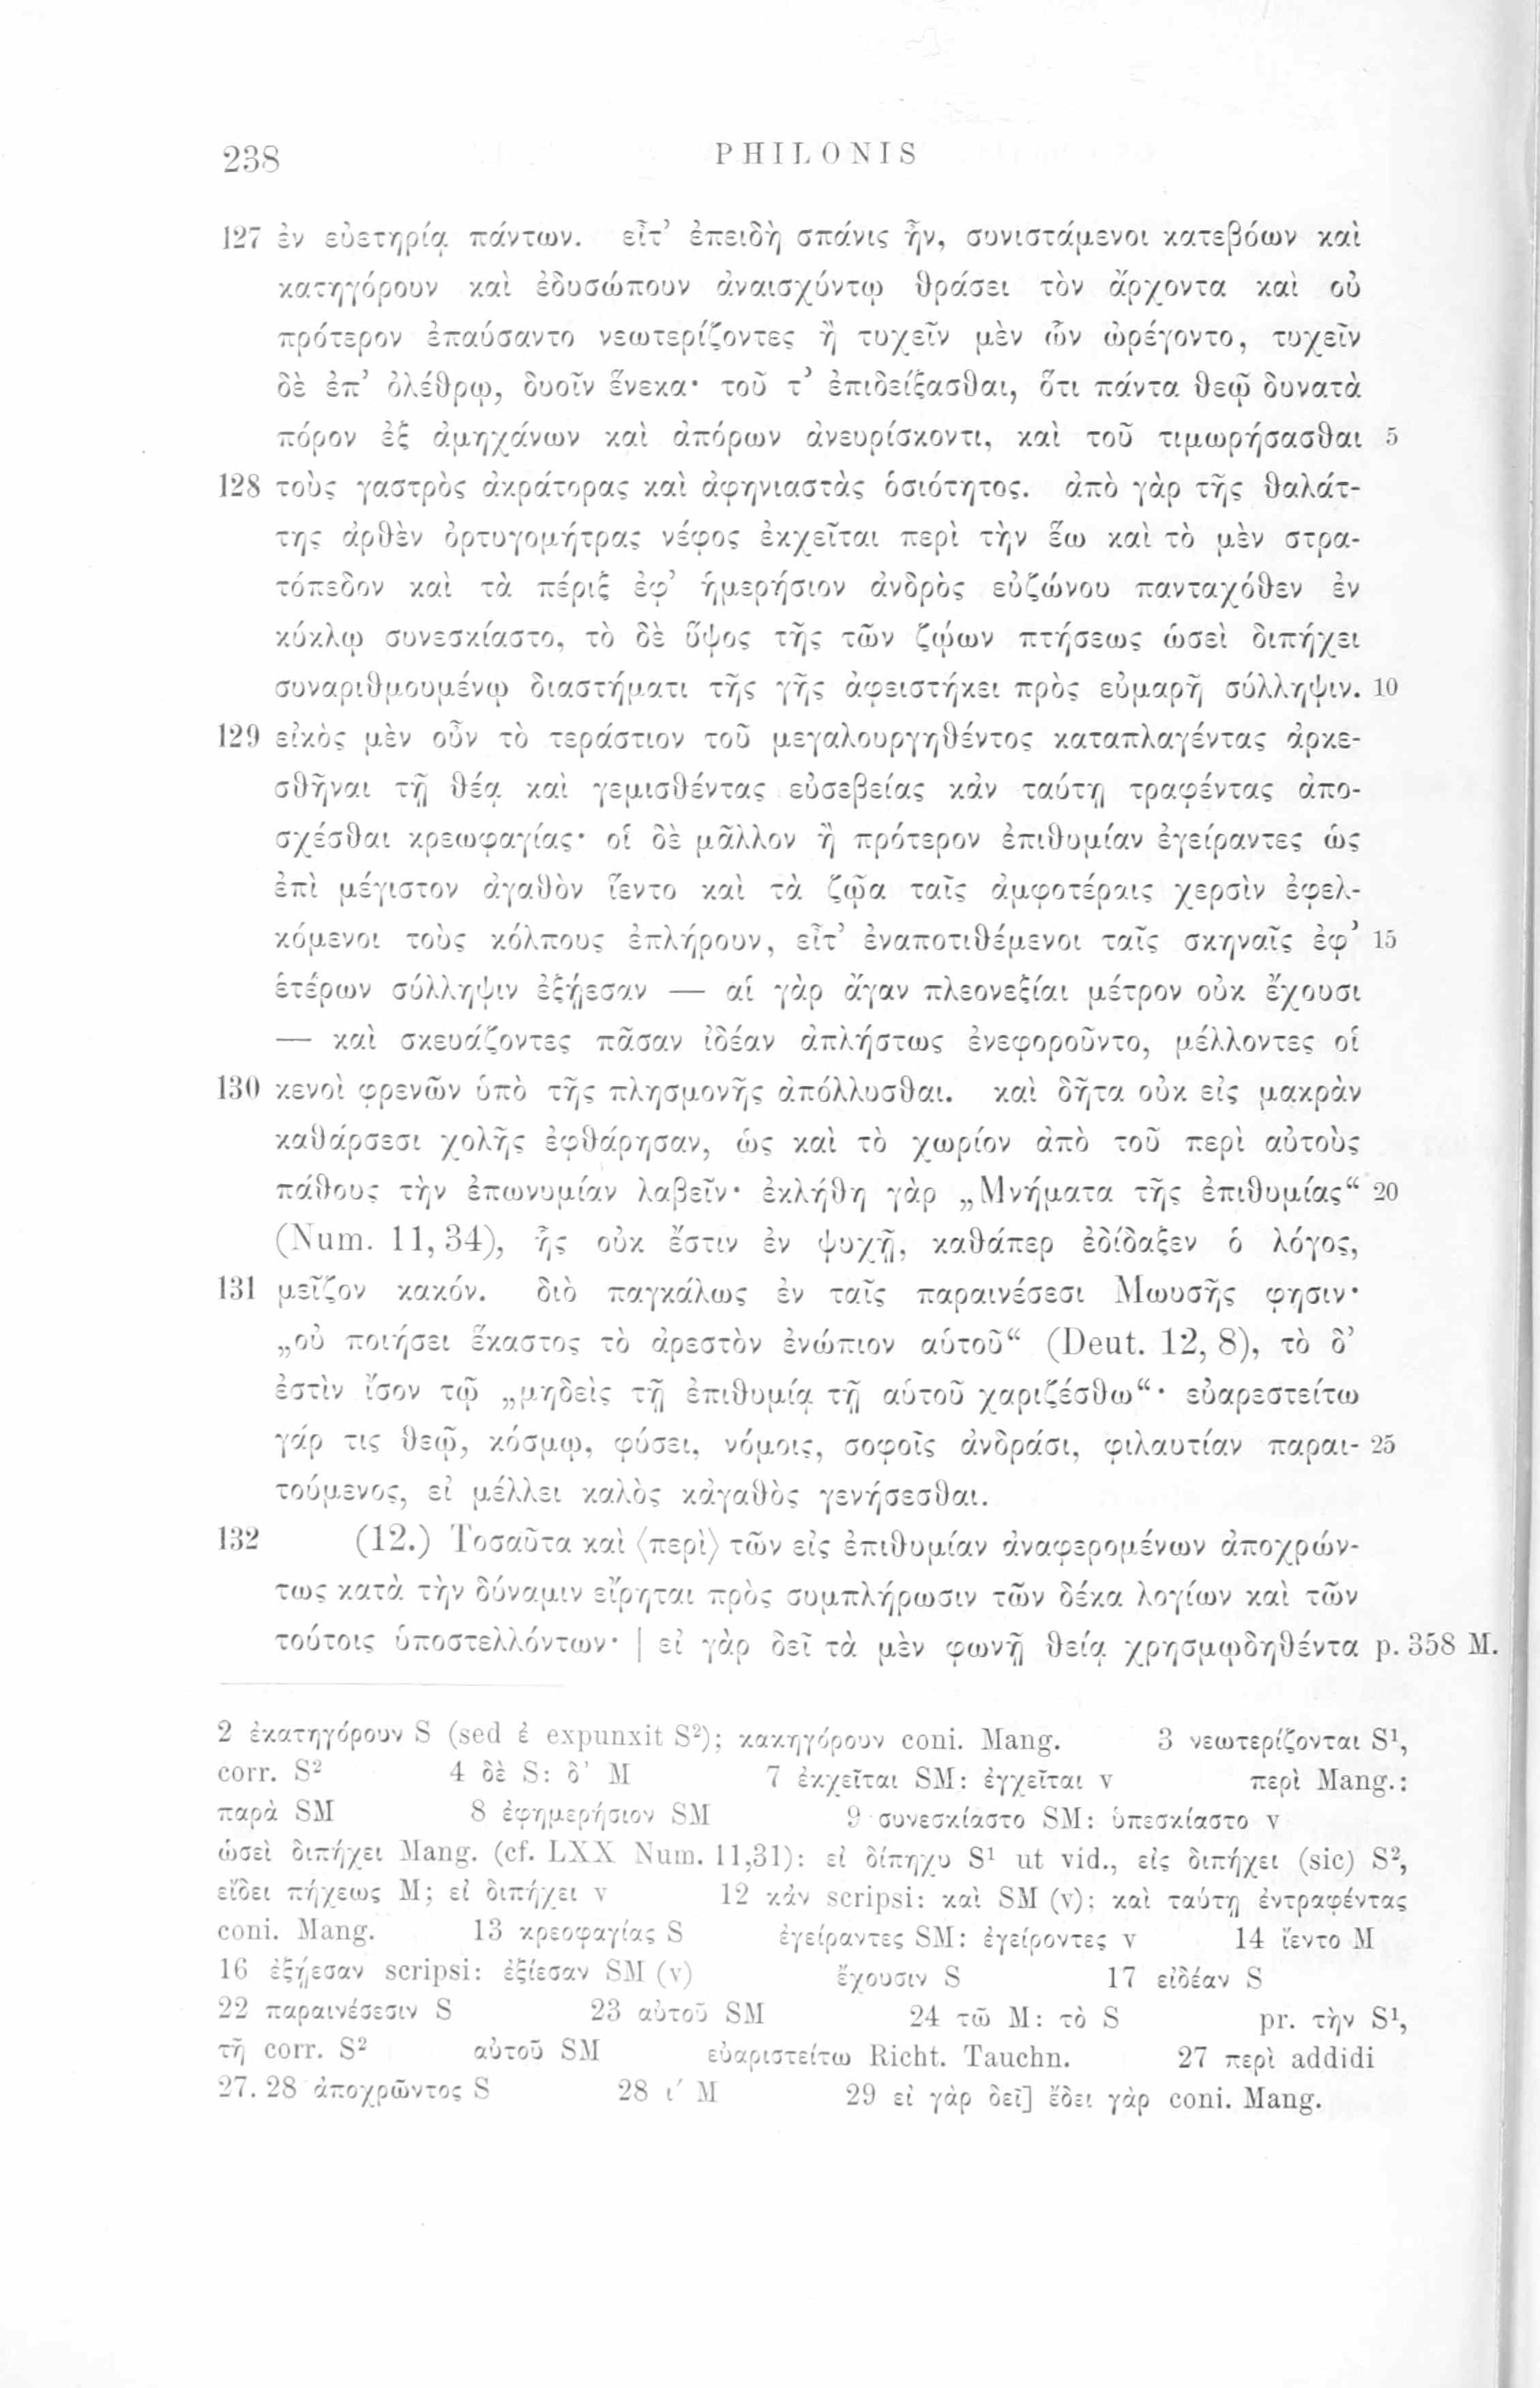 238 PHILONIS
127 ἐν εὐετηρίᾳ πάντων. εἶτ’ ἐπειδὴ σπάνις ἦν, συνιστάμενοι κατεβόων καὶ
κατηγόρουν καὶ ἐδυσώπουν ἀναισχύντῳ θράσει τὸν ἄρχοντα καὶ οὐ
πρότερον ἐπαύσαντο νεωτερίζοντες ἢ τυχεῖν μὲν ὧν ὠρέγοντο, τυχεῖν
δὲ ἐπ’ ὀλέθρῳ, δυοῖν ἕνεκα· τοῦ τ’ ἐπιδείξασθαι, ὅτι πάντα θεῷ δυνατὰ
πόρον ἐξ ἀμηχάνων καὶ ἀπόρων ἀνευρίσκοντι, καὶ τοῦ τιμωρήσασθαι 5
128 τοὺς γαστρὸς ἀκράτορας καὶ ἀφηνιαστὰς ὁσιότητος. ἀπὸ γὰρ τῆς θαλάτ-
της ἀρθὲν ὀρτυγομήτρας νέφος ἐκχεῖται περὶ τὴν ἕω καὶ τὸ μὲν στρα-
τόπεδον καὶ τὰ πέριξ ἐφ’ ἡμερήσιον ἀνδρὸς εὐζώνου πανταχόθεν ἐν
κύκλῳ συνεσκίαστο, τὸ δὲ ὕψος τῆς τῶν ζῴων πτήσεως ὡσεὶ διπήχει
συναριθμουμένῳ διαστήματι τῆς γῆς ἀφειστήκει πρὸς εὐμαρῆ σύλληψιν. 10
129 εἰκὸς μὲν οὖν τὸ τεράστιον τοῦ μεγαλουργηθέντος καταπλαγέντας ἀρκε-
σθῆναι τῇ θέᾳ καὶ γεμισθέντας εὐσεβείας κἀν ταύτῃ τραφέντας ἀπο-
σχέσθαι κρεωφαγίας· οἱ δὲ μᾶλλον ἢ πρότερον ἐπιθυμίαν ἐγείραντες ὡς
ἐπὶ μέγιστον ἀγαθὸν ἵεντο καὶ τὰ ζῷα ταῖς ἀμφοτέραις χερσὶν ἐφελ-
κόμενοι τοὺς κόλπους ἐπλήρουν, εἶτ’ ἐναποτιθέμενοι ταῖς σκηναῖς ἐφ’ 15
ἑτέρων σύλληψιν ἐξῄεσαν — αἱ γὰρ ἄγαν πλεονεξίαι μέτρον οὐκ ἔχουσι
— καὶ σκευάζοντες πᾶσαν ἰδέαν ἀπλήστως ἐνεφοροῦντο, μέλλοντες οἱ
130 κενοὶ φρενῶν ὑπὸ τῆς πλησμονῆς ἀπόλλυσθαι. καὶ δῆτα οὐκ εἰς μακρὰν
καθάρσεσι χολῆς ἐφθάρησαν, ὡς καὶ τὸ χωρίον ἀπὸ τοῦ περὶ αὐτοὺς
πάθους τὴν ἐπωνυμίαν λαβεῖν· ἐκλήθη γὰρ „Μνήματα τῆς ἐπιθυμίας“ 20
(Num. 11, 34), ἧς οὐκ ἔστιν ἐν ψυχῇ, καθάπερ ἐδίδαξεν ὁ λόγος,
131 μεῖζον κακόν. διὸ παγκάλως ἐν ταῖς παραινέσεσι Μωυσῆς φησιν·
„οὐ ποιήσει ἕκαστος τὸ ἀρεστὸν ἐνώπιον αὑτοῦ“ (Deut. 12, 8), τὸ δ’
ἐστὶν ἴσον τῷ „μηδεὶς τῇ ἐπιθυμίᾳ τῇ αὑτοῦ χαριζέσθω“· εὐαρεστείτω
γάρ τις θεῷ, κόσμῳ, φύσει, νόμοις, σοφοῖς ἀνδράσι, φιλαυτίαν παραι- 25
τούμενος, εἰ μέλλει καλὸς κἀγαθὸς γενήσεσθαι.
132 (12.) Τοσαῦτα καὶ ⟨περὶ⟩ τῶν εἰς ἐπιθυμίαν ἀναφερομένων ἀποχρών-
τως κατὰ τὴν δύναμιν εἴρηται πρὸς συμπλήρωσιν τῶν δέκα λογίων καὶ τῶν
τούτοις ὑποστελλόντων· | εἰ γὰρ δεῖ τὰ μὲν φωνῇ θείᾳ χρησμῳδηθέντα p. 358 M.
2 ἐκατηγόρουν S (sed ἐ expunxit S²); κακηγόρουν coni. Mang. 3 νεωτερίζονται S¹,
corr. S² 4 δὲ S: δ’ M 7 ἐκχεῖται SM: ἐγχεῖται v περὶ Mang.:
παρὰ SM 8 ἐφημερήσιον SM 9 συνεσκίαστο SM: ὑπεσκίαστο v
ὡσεὶ διπήχει Mang. (cf. LXX Num. 11,31): εἰ δίπηχυ S¹ ut vid., εἰς διπήχει (sic) S²,
εἴδει πήχεως M; εἰ διπήχει v 12 κἀν scripsi: καὶ SM (v); καὶ ταύτῃ ἐντραφέντας
coni. Mang. 13 κρεοφαγίας S ἐγείραντες SM: ἐγείροντες v 14 ἵεντο M
16 ἐξῄεσαν scripsi: ἐξίεσαν SM (v) ἔχουσιν S 17 εἰδέαν S
22 παραινέσεσιν S 23 αὐτοῦ SM 24 τῶ M: τὸ S pr. τὴν S¹,
τῆ corr. S² αὐτοῦ SM εὐαριστείτω Richt. Tauchn. 27 περὶ addidi
27. 28 ἀποχρῶντος S 28 ι´ M 29 εἰ γὰρ δεῖ] ἔδει γὰρ coni. Mang.